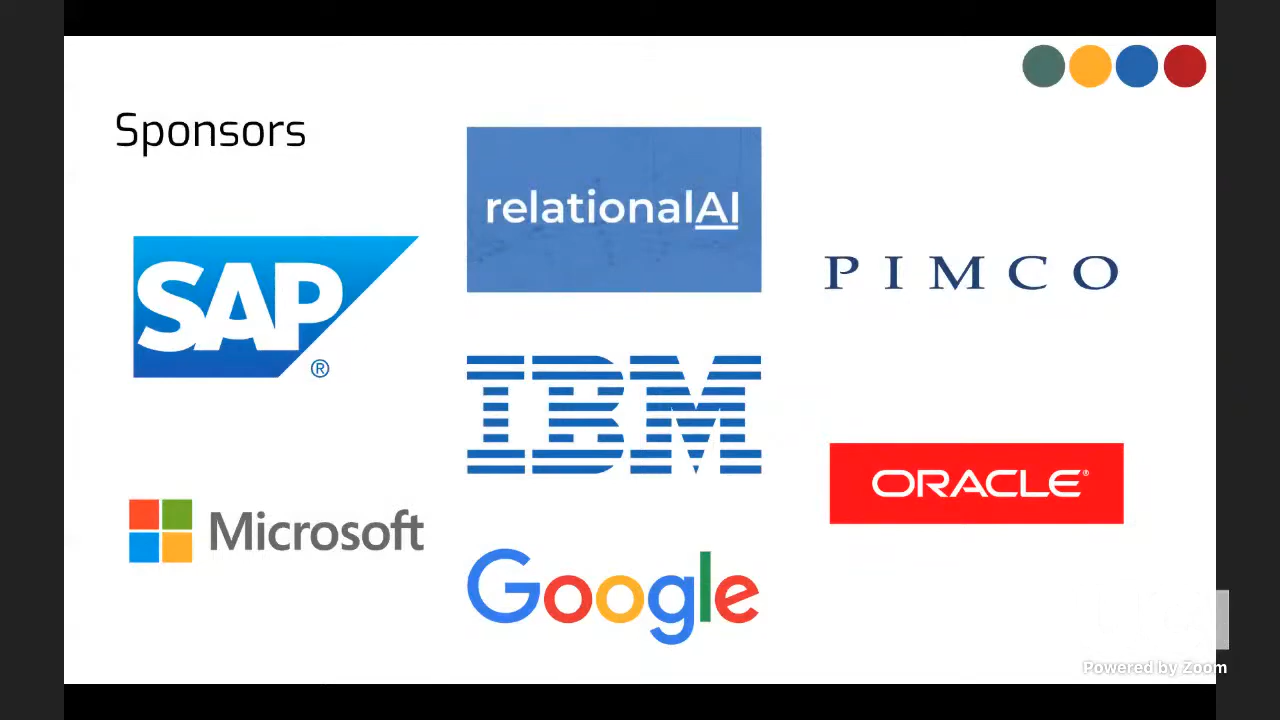 Sponsors
relationalAI
SAP
®
PIMCO
IBM
ORACLE®
Microsoft
Google
Powered by Zoom